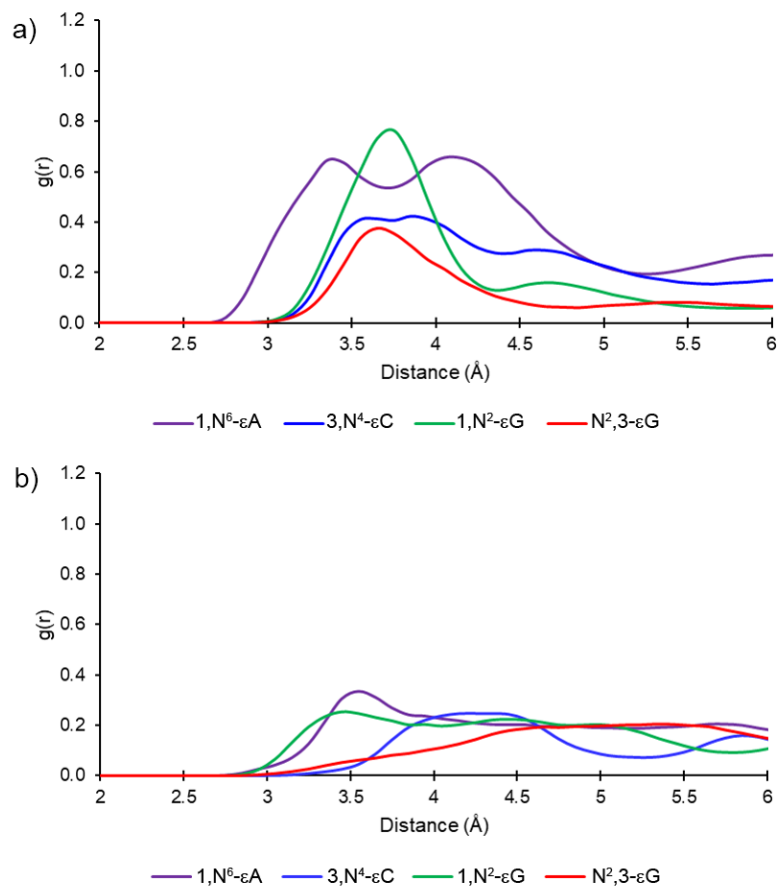 a)
1.2
1.0
0.8
0.6
0.4
0.2
0.0
g(r)
2 2.5 3 3.5 4 4.5 5 5.5 6
Distance (Å)
1,N⁶-εA 3,N⁴-εC 1,N²-εG N²,3-εG
b)
1.2
1.0
0.8
0.6
0.4
0.2
0.0
g(r)
2 2.5 3 3.5 4 4.5 5 5.5 6
Distance (Å)
1,N⁶-εA 3,N⁴-εC 1,N²-εG N²,3-εG